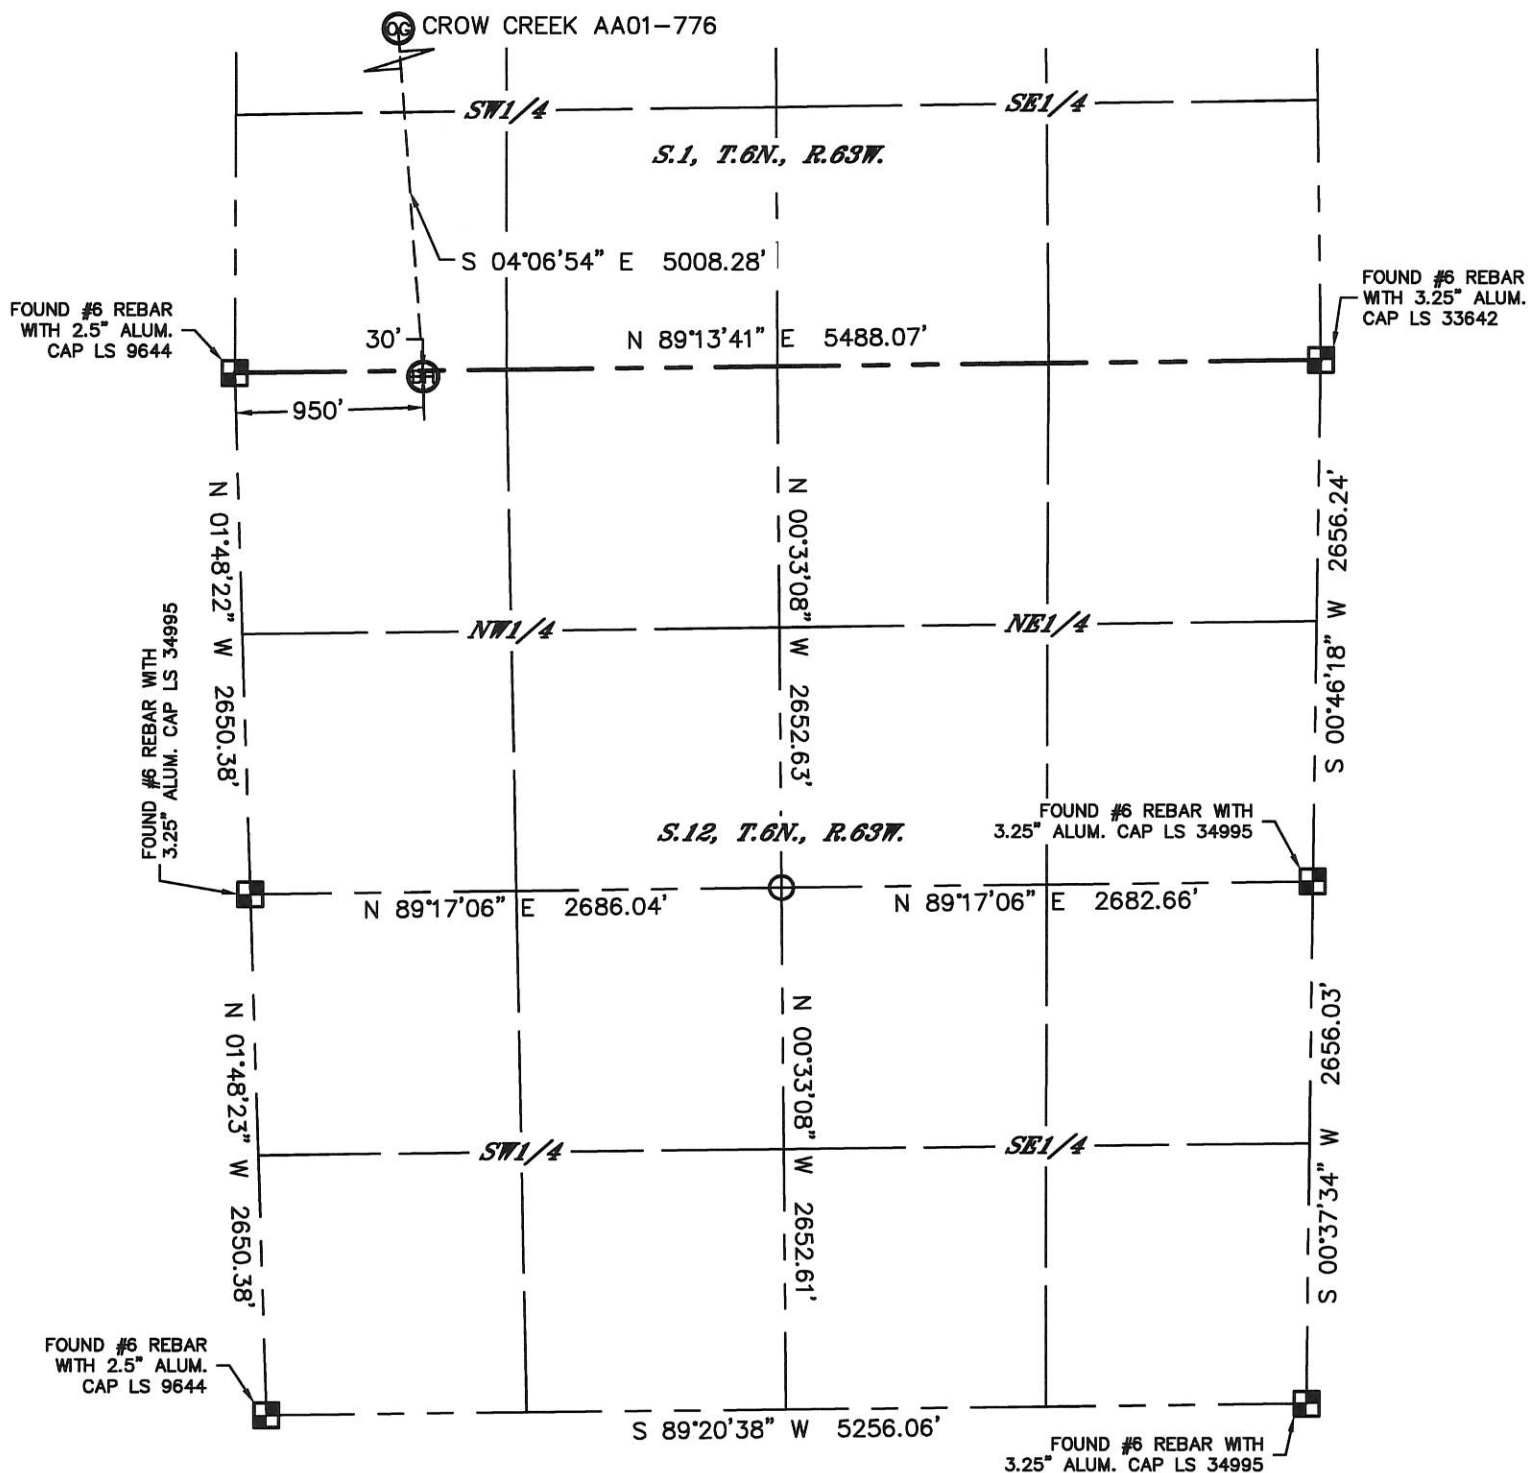 OG CROW CREEK AA01-776
SW1/4
SE1/4
S.1, T.6N., R.63W.
S 04°06'54" E 5008.28'
FOUND #6 REBAR
WITH 2.5" ALUM.
CAP LS 9644
FOUND #6 REBAR
WITH 3.25" ALUM.
CAP LS 33642
30'
N 89°13'41" E 5488.07'
BH
950'
N 01°48'22" W 2650.38'
N 00°33'08" W 2652.63'
S 00°46'18" W 2656.24'
NW1/4
NE1/4
FOUND #6 REBAR WITH
3.25" ALUM. CAP LS 34995
FOUND #6 REBAR WITH
3.25" ALUM. CAP LS 34995
S.12, T.6N., R.63W.
N 89°17'06" E 2686.04'
N 89°17'06" E 2682.66'
N 01°48'23" W 2650.38'
N 00°33'08" W 2652.61'
S 00°37'34" W 2656.03'
SW1/4
SE1/4
FOUND #6 REBAR
WITH 2.5" ALUM.
CAP LS 9644
S 89°20'38" W 5256.06'
FOUND #6 REBAR WITH
3.25" ALUM. CAP LS 34995